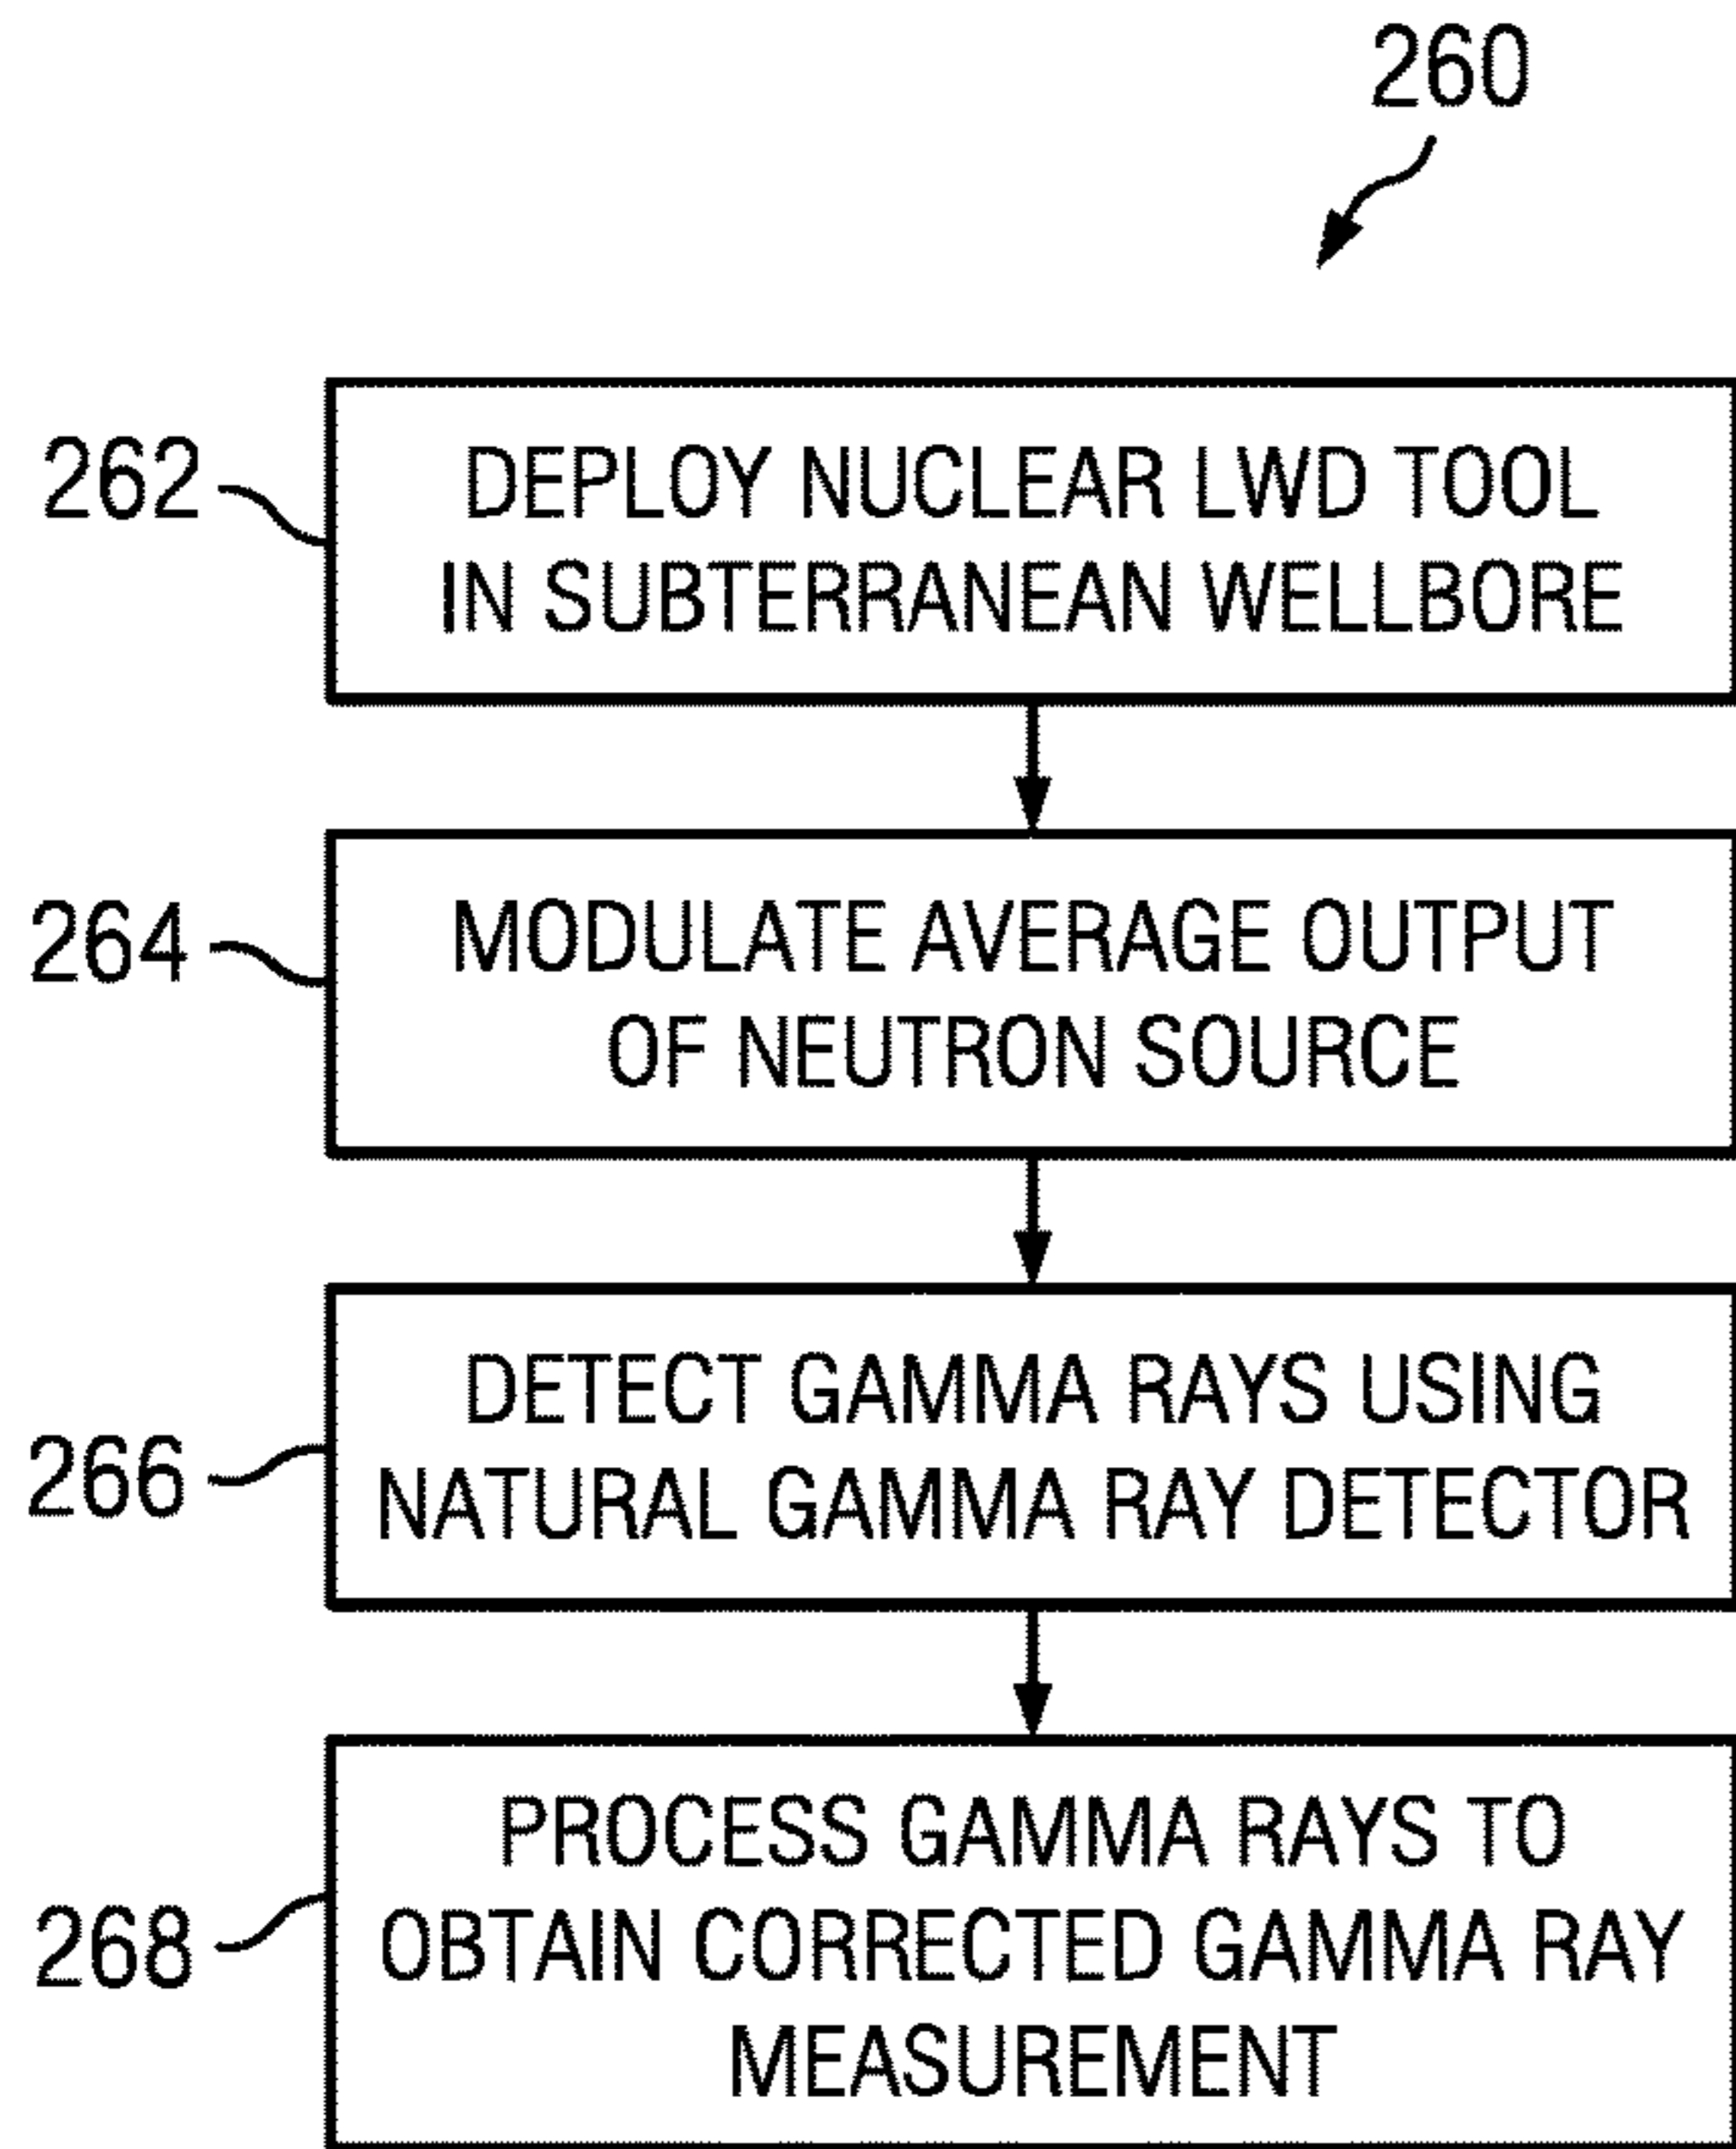 260
262
DEPLOY NUCLEAR LWD TOOL
IN SUBTERRANEAN WELLBORE
264
MODULATE AVERAGE OUTPUT
OF NEUTRON SOURCE
266
DETECT GAMMA RAYS USING
NATURAL GAMMA RAY DETECTOR
268
PROCESS GAMMA RAYS TO
OBTAIN CORRECTED GAMMA RAY
MEASUREMENT